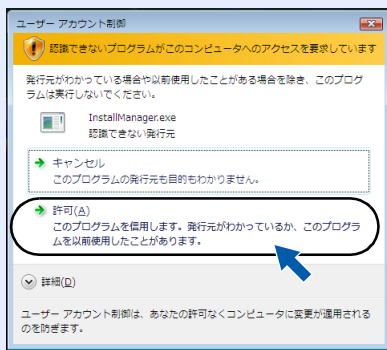 ユーザー アカウント制御
認識できないプログラムがこのコンピュータへのアクセスを要求しています
発行元がわかっている場合や以前使用したことがある場合を除き、このプログ
ラムは実行しないでください。
InstallManager.exe
認識できない発行元
キャンセル
このプログラムの発行元も目的もわかりません。
許可(A)
このプログラムを信用します。発行元がわかっているか、このプログラ
ムを以前使用したことがあります。
詳細(D)
ユーザー アカウント制御は、あなたの許可なくコンピュータに変更が適用される
のを防ぎます。